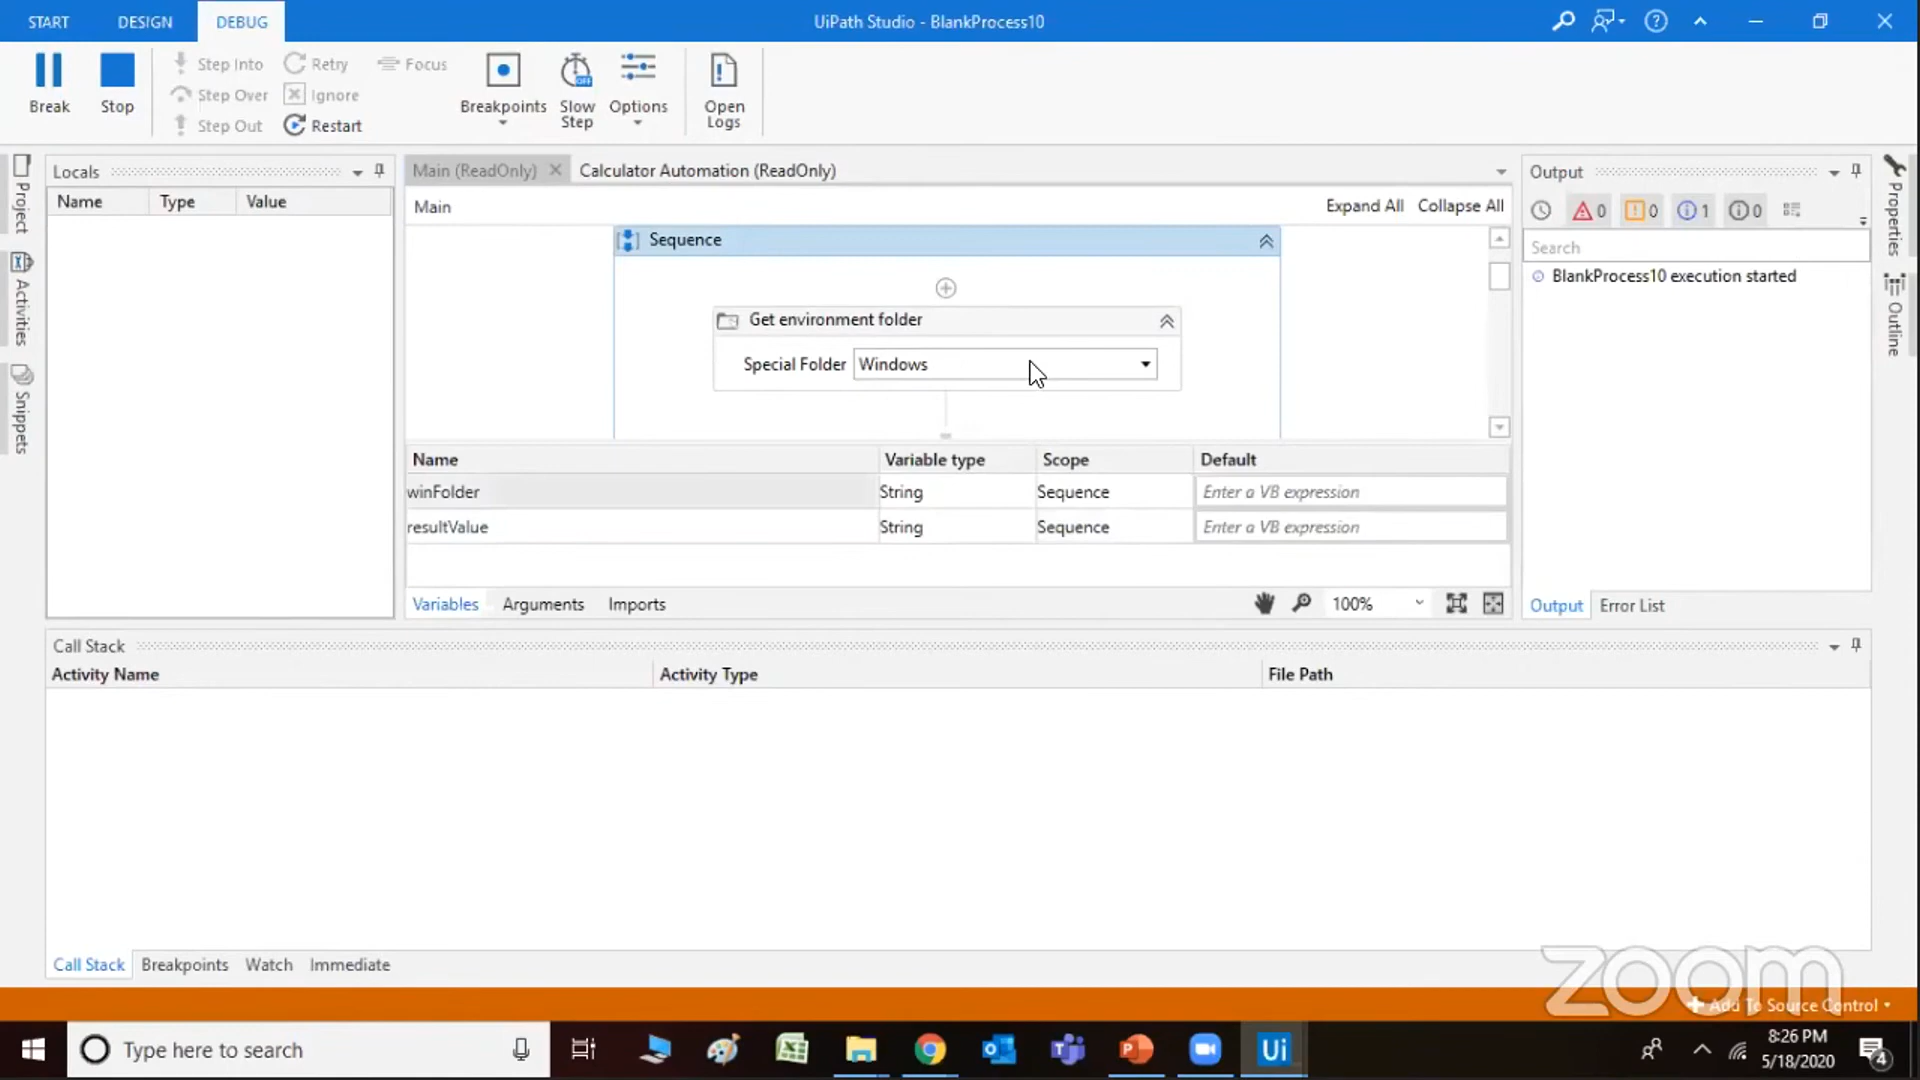 START DESIGN DEBUG UiPath Studio - BlankProcess10
Break
Stop
Step Into
Step Over
Step Out
Retry
Ignore
Restart
Focus
Breakpoints
Slow
Step
OFF
Options
Open
Logs
Project
Activities
Snippets
Locals
Name Type Value
Main (ReadOnly) Calculator Automation (ReadOnly)
Main Expand All Collapse All
Sequence
Get environment folder
Special Folder Windows
Name Variable type Scope Default
winFolder String Sequence Enter a VB expression
resultValue String Sequence Enter a VB expression
Variables Arguments Imports 100%
Output
0 0 1 0
Search
BlankProcess10 execution started
Output Error List
Properties
Outline
Call Stack
Activity Name Activity Type File Path
Call Stack Breakpoints Watch Immediate
zoom
Add To Source Control
Type here to search
Ui
8:26 PM
5/18/2020
4